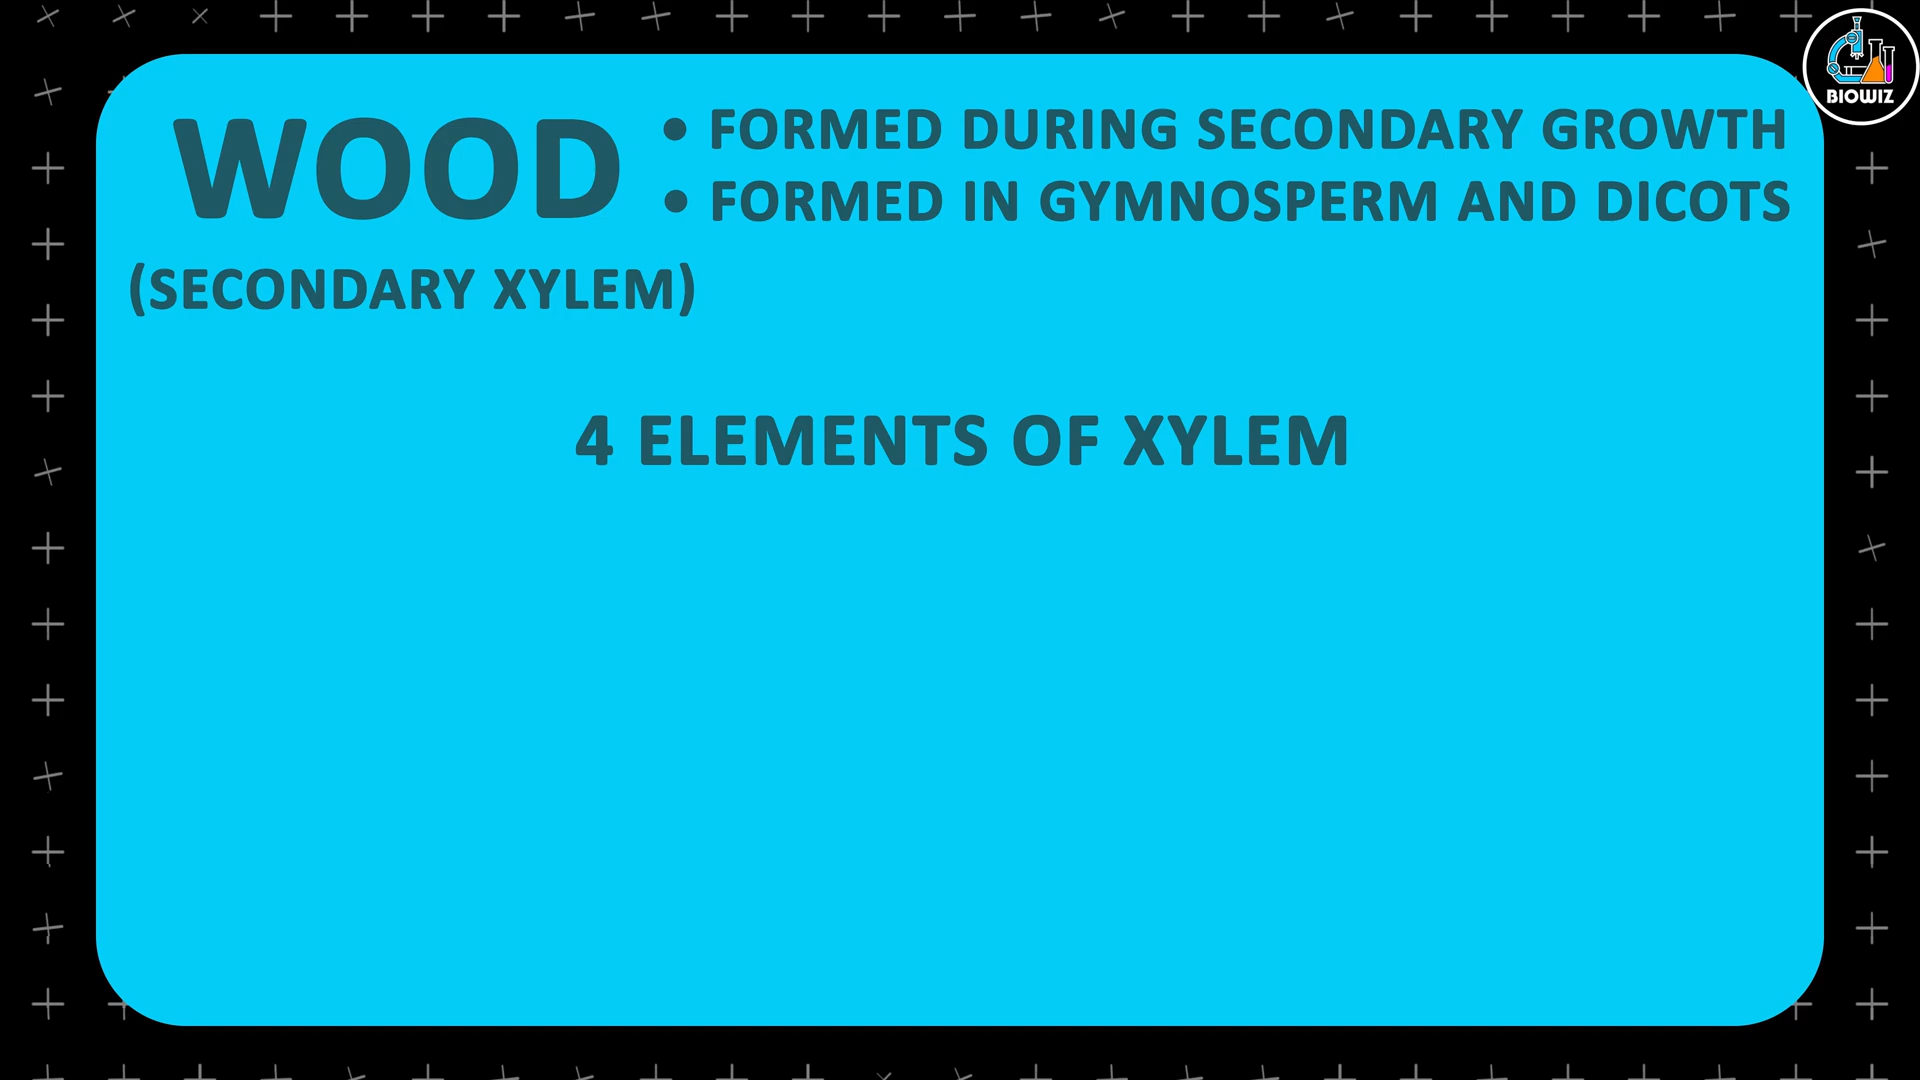 WOOD
• FORMED DURING SECONDARY GROWTH
• FORMED IN GYMNOSPERM AND DICOTS
(SECONDARY XYLEM)
4 ELEMENTS OF XYLEM
BIOWIZ